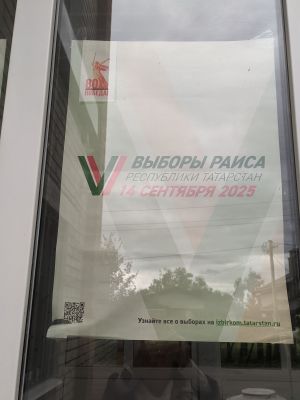 ВЫБОРЫ РАИСА
РЕСПУБЛИКИ ТАТАРСТАН
14 СЕНТЯБРЯ 2025
Узнайте все о выборах на izbirkom.tatarstan.ru